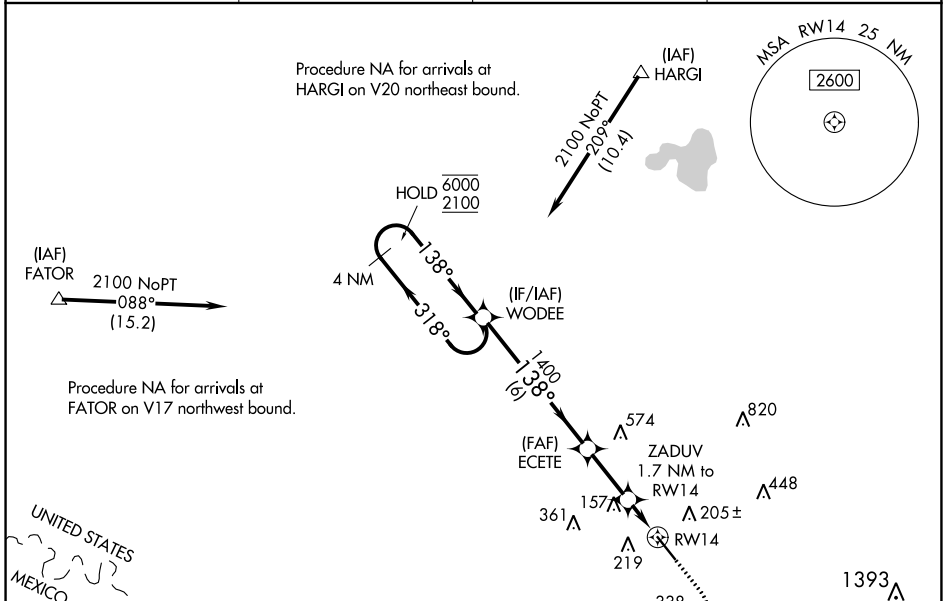 MSA RW14 25 NM
2600
(IAF)
HARGI
Procedure NA for arrivals at
HARGI on V20 northeast bound.
2100 NoPT
209°
(10.4)
HOLD 6000
2100
4 NM
138°
318°
(IF/IAF)
WODEE
(IAF)
FATOR
2100 NoPT
088°
(15.2)
Procedure NA for arrivals at
FATOR on V17 northwest bound.
1400
138°
(6)
(FAF)
ECETE
574
820
ZADUV
1.7 NM to
RW14
448
157
361
205±
RW14
219
UNITED STATES
MEXICO
1393